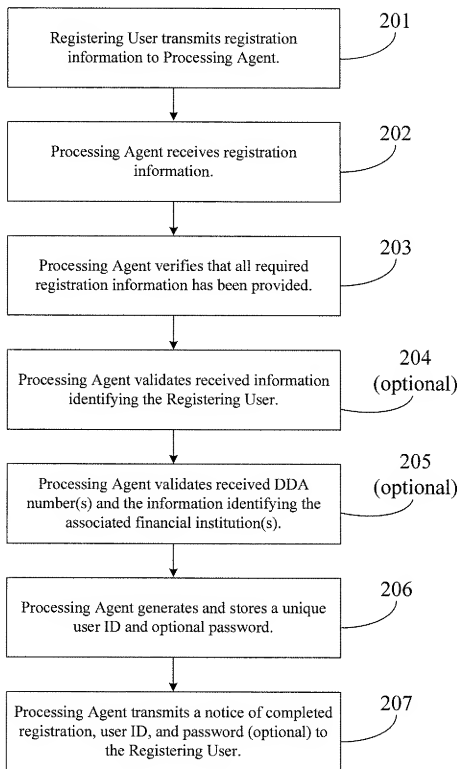 201
Registering User transmits registration
information to Processing Agent.
202
Processing Agent receives registration
information.
203
Processing Agent verifies that all required
registration information has been provided.
204
(optional)
Processing Agent validates received information
identifying the Registering User.
205
(optional)
Processing Agent validates received DDA
number(s) and the information identifying the
associated financial institution(s).
206
Processing Agent generates and stores a unique
user ID and optional password.
207
Processing Agent transmits a notice of completed
registration, user ID, and password (optional) to
the Registering User.